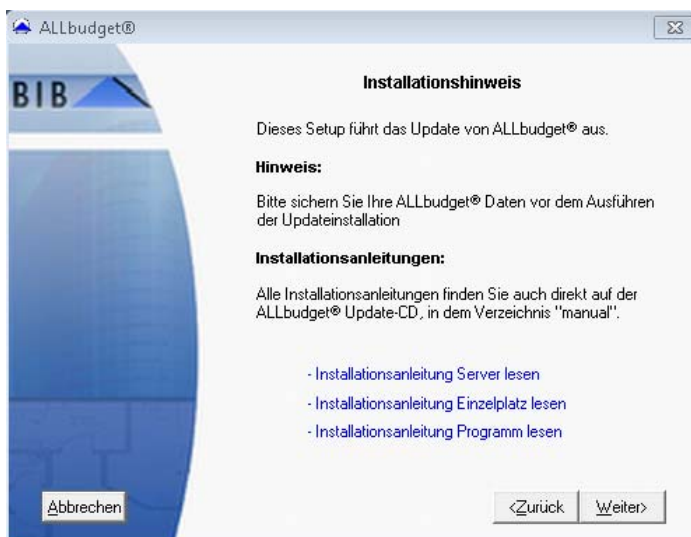 ALLbudget®
BIB
Installationshinweis
Dieses Setup führt das Update von ALLbudget® aus.
Hinweis:
Bitte sichern Sie Ihre ALLbudget® Daten vor dem Ausführen
der Updateinstallation
Installationsanleitungen:
Alle Installationsanleitungen finden Sie auch direkt auf der
ALLbudget® Update-CD, in dem Verzeichnis "manual".
- Installationsanleitung Server lesen
- Installationsanleitung Einzelplatz lesen
- Installationsanleitung Programm lesen
Abbrechen
<Zurück
Weiter>